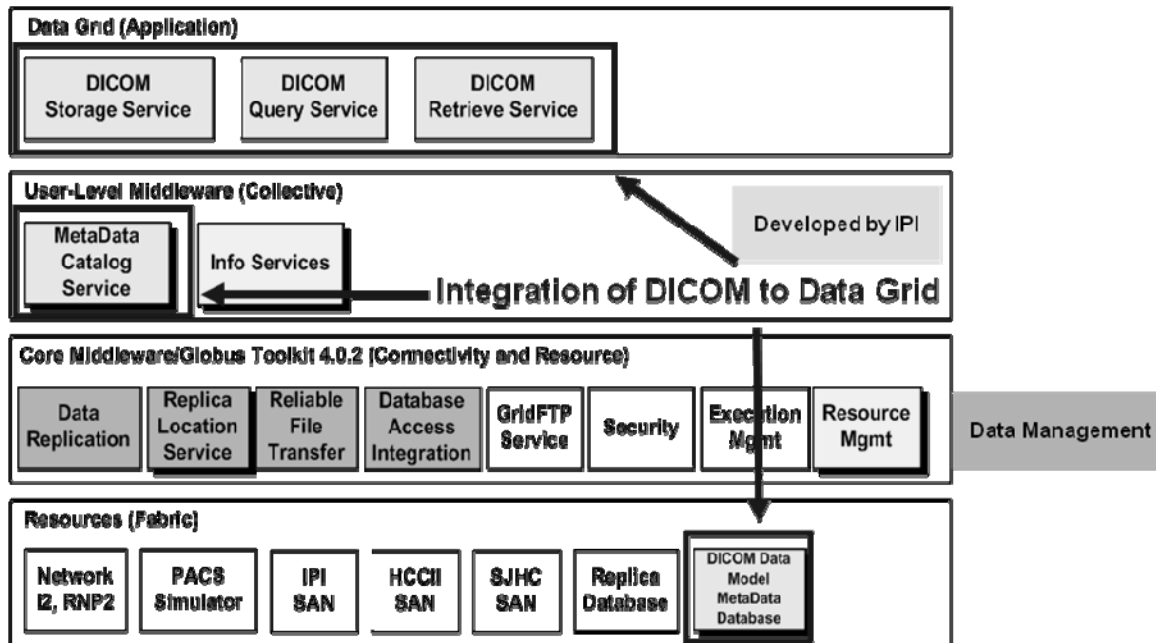 Data Grid (Application)
DICOM
Storage Service
DICOM
Query Service
DICOM
Retrieve Service
User-Level Middleware (Collective)
MetaData
Catalog
Service
Info Services
Developed by IPI
Integration of DICOM to Data Grid
Core Middleware/Globus Toolkit 4.0.2 (Connectivity and Resource)
Data
Replication
Replica
Location
Service
Reliable
File
Transfer
Database
Access
Integration
GridFTP
Service
Security
Execution
Mgmt
Resource
Mgmt
Data Management
Resources (Fabric)
Network
I2, RNP2
PACS
Simulator
IPI
SAN
HCCII
SAN
SJHC
SAN
Replica
Database
DICOM Data
Model
MetaData
Database